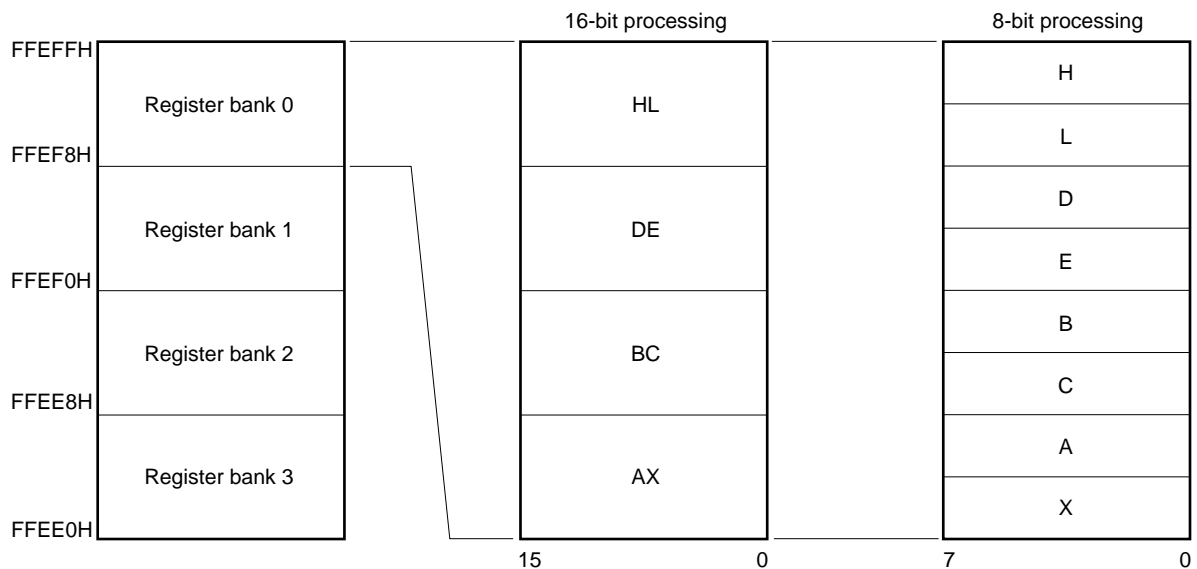 16-bit processing
8-bit processing
FFEFFH
Register bank 0
HL
H
L
FFEF8H
Register bank 1
DE
D
E
FFEF0H
Register bank 2
BC
B
C
FFEE8H
Register bank 3
AX
A
X
FFEE0H
15 0
7 0